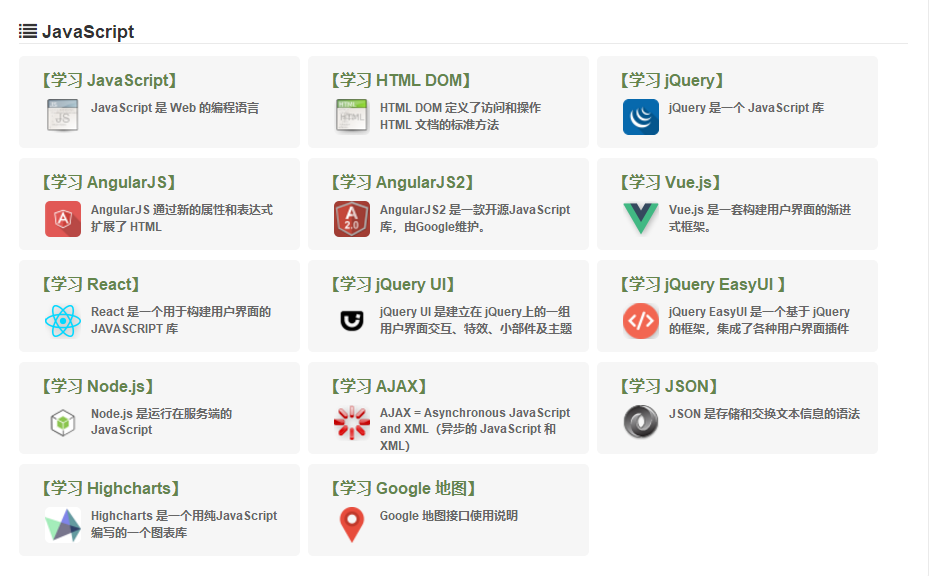 JavaScript
【学习 JavaScript】
JS
JavaScript 是 Web 的编程语言
【学习 HTML DOM】
HTML
HTML
HTML DOM 定义了访问和操作
HTML 文档的标准方法
【学习 jQuery】
jQuery 是一个 JavaScript 库
【学习 AngularJS】
A
AngularJS 通过新的属性和表达式
扩展了 HTML
【学习 AngularJS2】
A
2.0
AngularJS2 是一款开源JavaScript
库，由Google维护。
【学习 Vue.js】
Vue.js 是一套构建用户界面的渐进
式框架。
【学习 React】
React 是一个用于构建用户界面的
JAVASCRIPT 库
【学习 jQuery UI】
jQuery UI 是建立在 jQuery上的一组
用户界面交互、特效、小部件及主题
【学习 jQuery EasyUI 】
</>
jQuery EasyUI 是一个基于 jQuery
的框架，集成了各种用户界面插件
【学习 Node.js】
Node.js 是运行在服务端的
JavaScript
【学习 AJAX】
AJAX = Asynchronous JavaScript
and XML（异步的 JavaScript 和
XML）
【学习 JSON】
JSON 是存储和交换文本信息的语法
【学习 Highcharts】
Highcharts 是一个用纯JavaScript
编写的一个图表库
【学习 Google 地图】
Google 地图接口使用说明